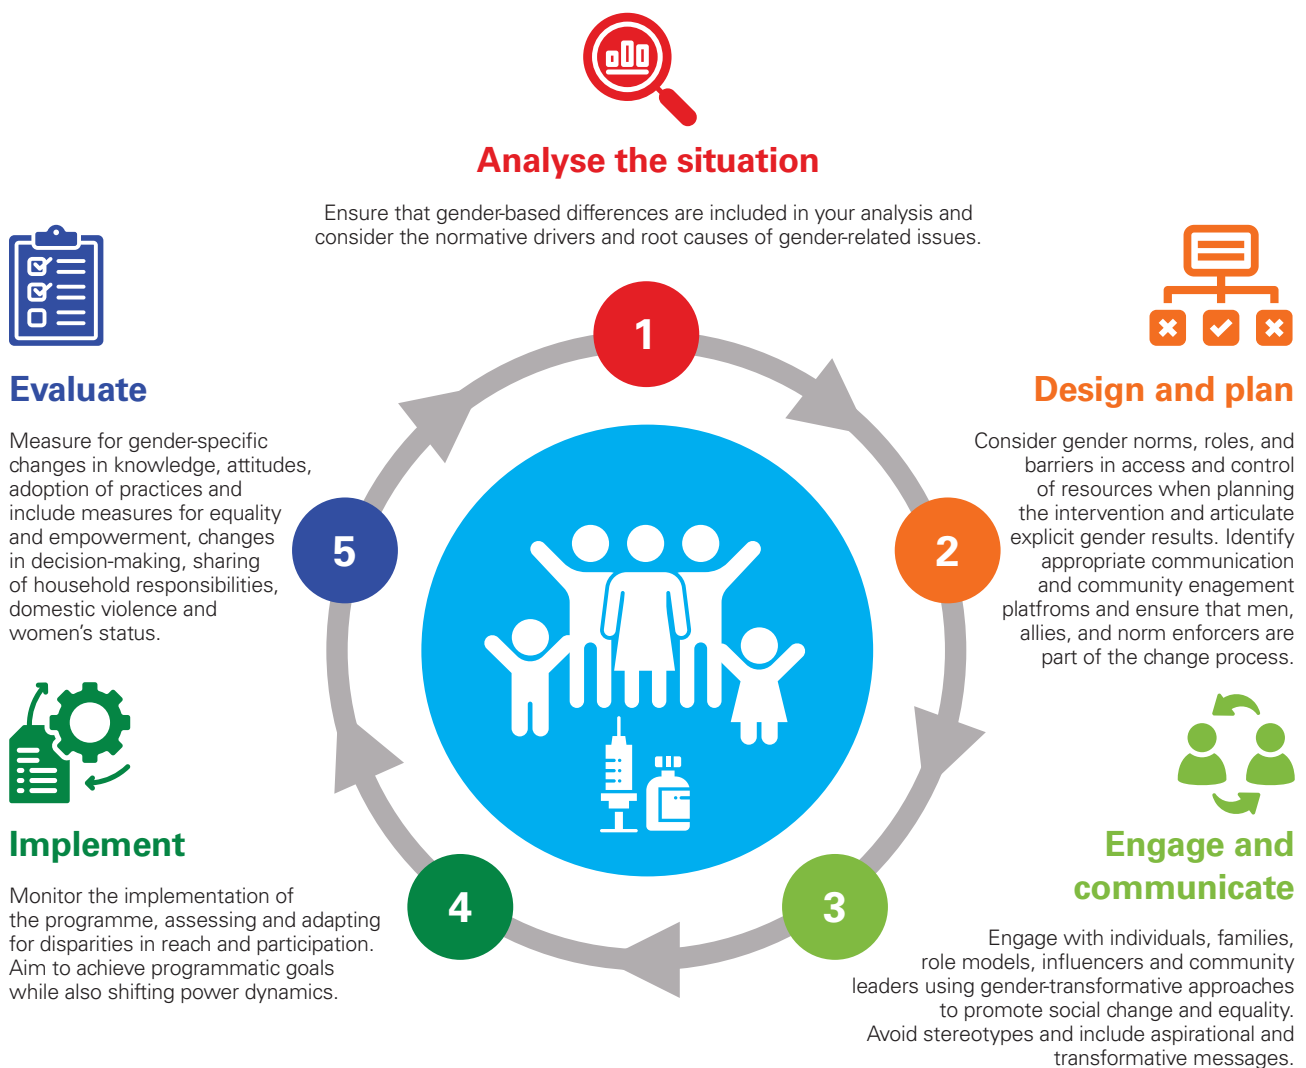 Analyse the situation
Ensure that gender-based differences are included in your analysis and
consider the normative drivers and root causes of gender-related issues.
1
Design and plan
Consider gender norms, roles, and
barriers in access and control
of resources when planning
the intervention and articulate
explicit gender results. Identify
appropriate communication
and community enagement
platfroms and ensure that men,
allies, and norm enforcers are
part of the change process.
2
Engage and
communicate
Engage with individuals, families,
role models, influencers and community
leaders using gender-transformative approaches
to promote social change and equality.
Avoid stereotypes and include aspirational and
transformative messages.
3
Implement
Monitor the implementation of
the programme, assessing and adapting
for disparities in reach and participation.
Aim to achieve programmatic goals
while also shifting power dynamics.
4
Evaluate
Measure for gender-specific
changes in knowledge, attitudes,
adoption of practices and
include measures for equality
and empowerment, changes
in decision-making, sharing
of household responsibilities,
domestic violence and
women's status.
5